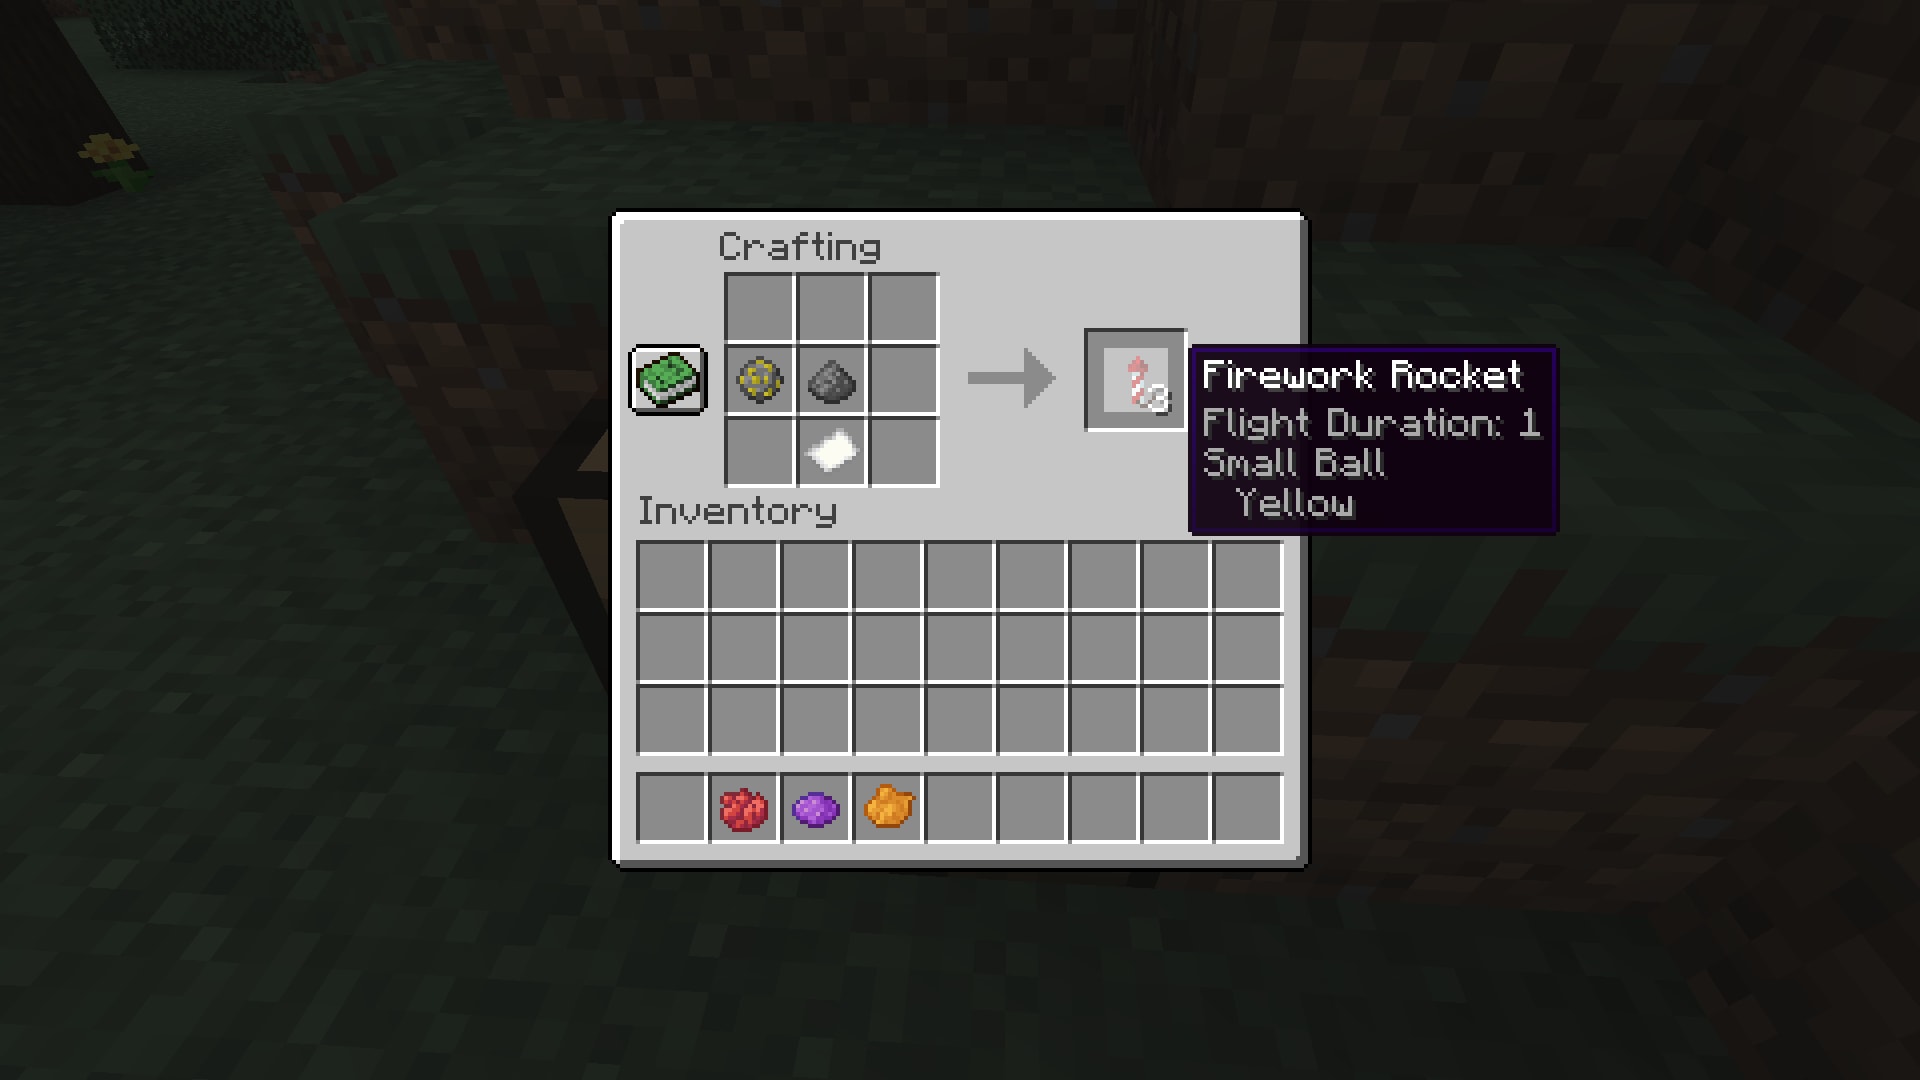 Crafting
3
Firework Rocket
Flight Duration: 1
Small Ball
Yellow
Inventory